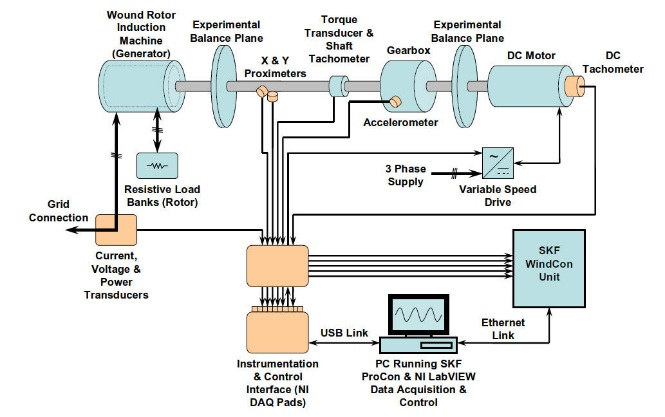 Wound Rotor
Induction
Machine
(Generator)
Experimental
Balance Plane
X & Y
Proximeters
Torque
Transducer &
Shaft
Tachometer
Gearbox
Experimental
Balance Plane
DC Motor
DC
Tachometer
Accelerometer
3 Phase
Supply
~
Variable Speed
Drive
Resistive Load
Banks (Rotor)
Grid
Connection
Current,
Voltage &
Power
Transducers
SKF
WindCon
Unit
USB Link
Ethernet
Link
Instrumentation
& Control
Interface (NI
DAQ Pads)
PC Running SKF
ProCon & NI LabVIEW
Data Acquisition &
Control